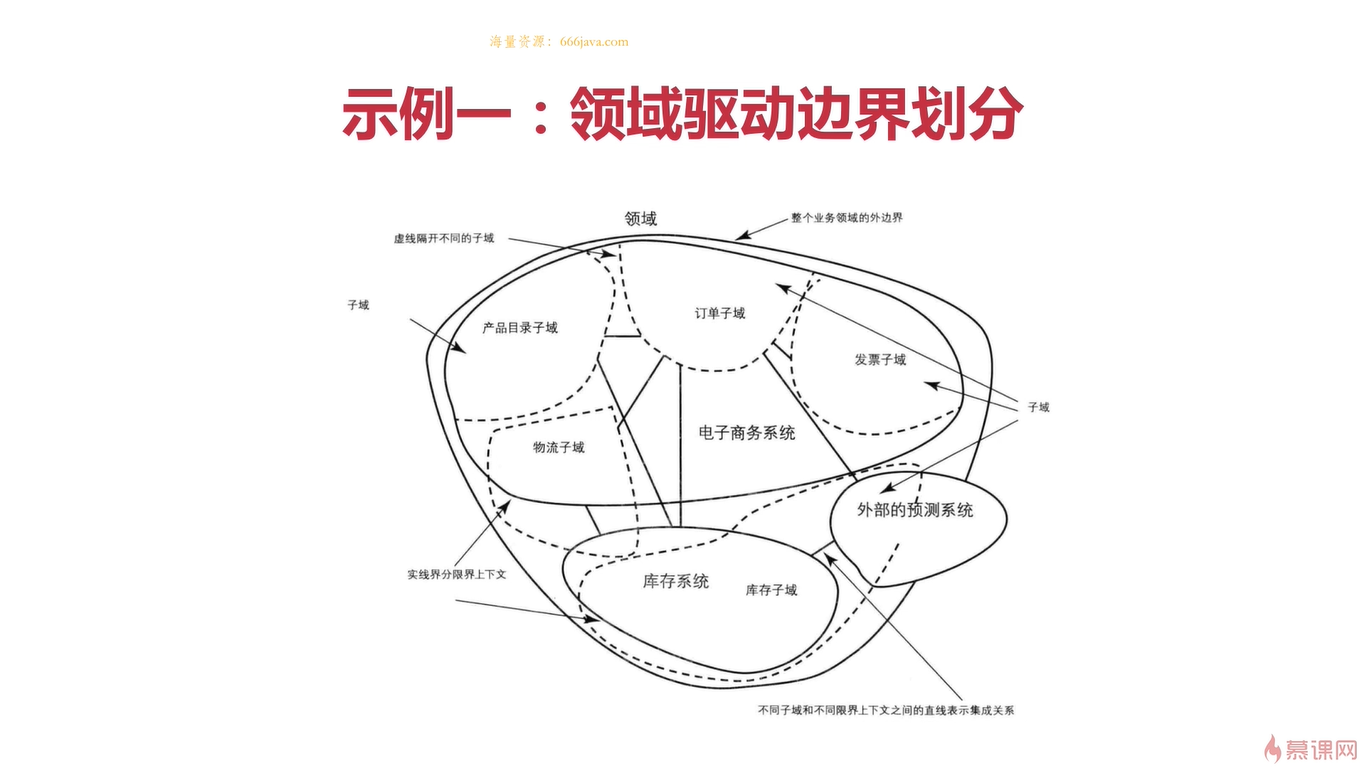 海量资源：666java.com
示例一：领域驱动边界划分
领域
整个业务领域的外边界
虚线隔开不同的子域
子域
产品目录子域
订单子域
发票子域
子域
电子商务系统
物流子域
外部的预测系统
实线界分限界上下文
库存系统
库存子域
不同子域和不同限界上下文之间的直线表示集成关系
慕课网